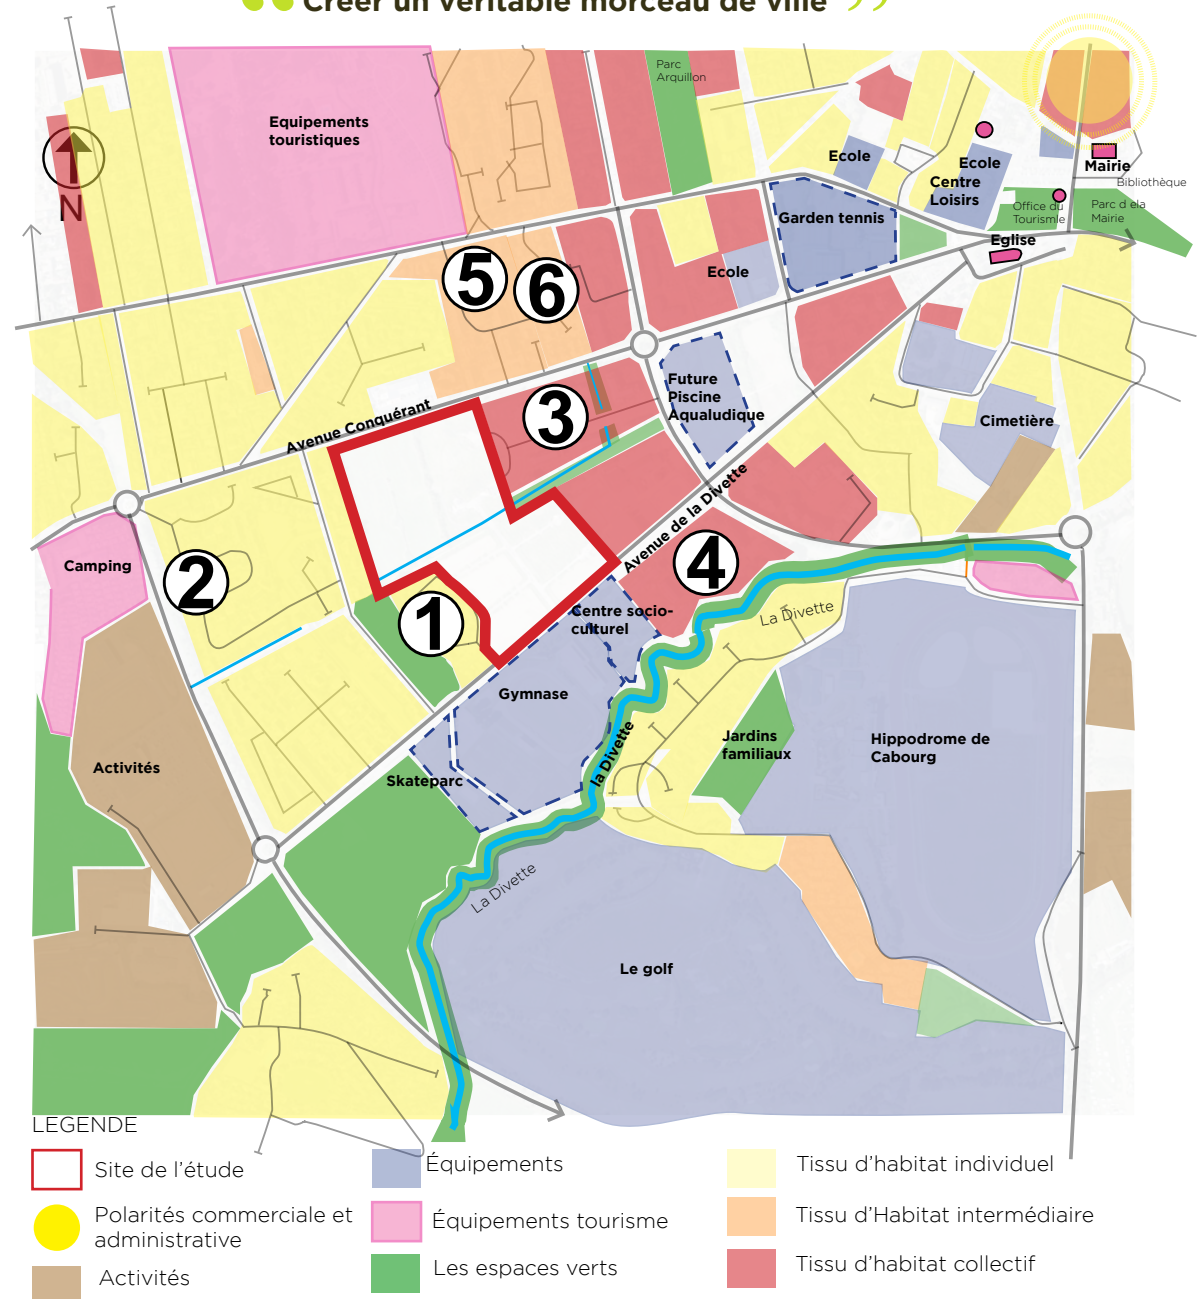 Créer un véritable morceau de ville
Parc
Arquillon
Equipements
touristiques
N
Ecole
Ecole
Centre
Loisirs
Mairie
Bibliothèque
Office du
Tourismle
Parc d ela
Mairie
Garden tennis
Eglise
Ecole
5
6
Future
Piscine
Aqualudique
3
Avenue Conquérant
Cimetière
Avenue de la Divette
Camping
2
4
1
Centre socio-
culturel
La Divette
Gymnase
Jardins
familiaux
Hippodrome de
Cabourg
la Divette
Activités
Skateparc
La Divette
Le golf
LEGENDE
Site de l'étude
Équipements
Tissu d'habitat individuel
Polarités commerciale et
administrative
Équipements tourisme
Tissu d'Habitat intermédiaire
Activités
Les espaces verts
Tissu d'habitat collectif